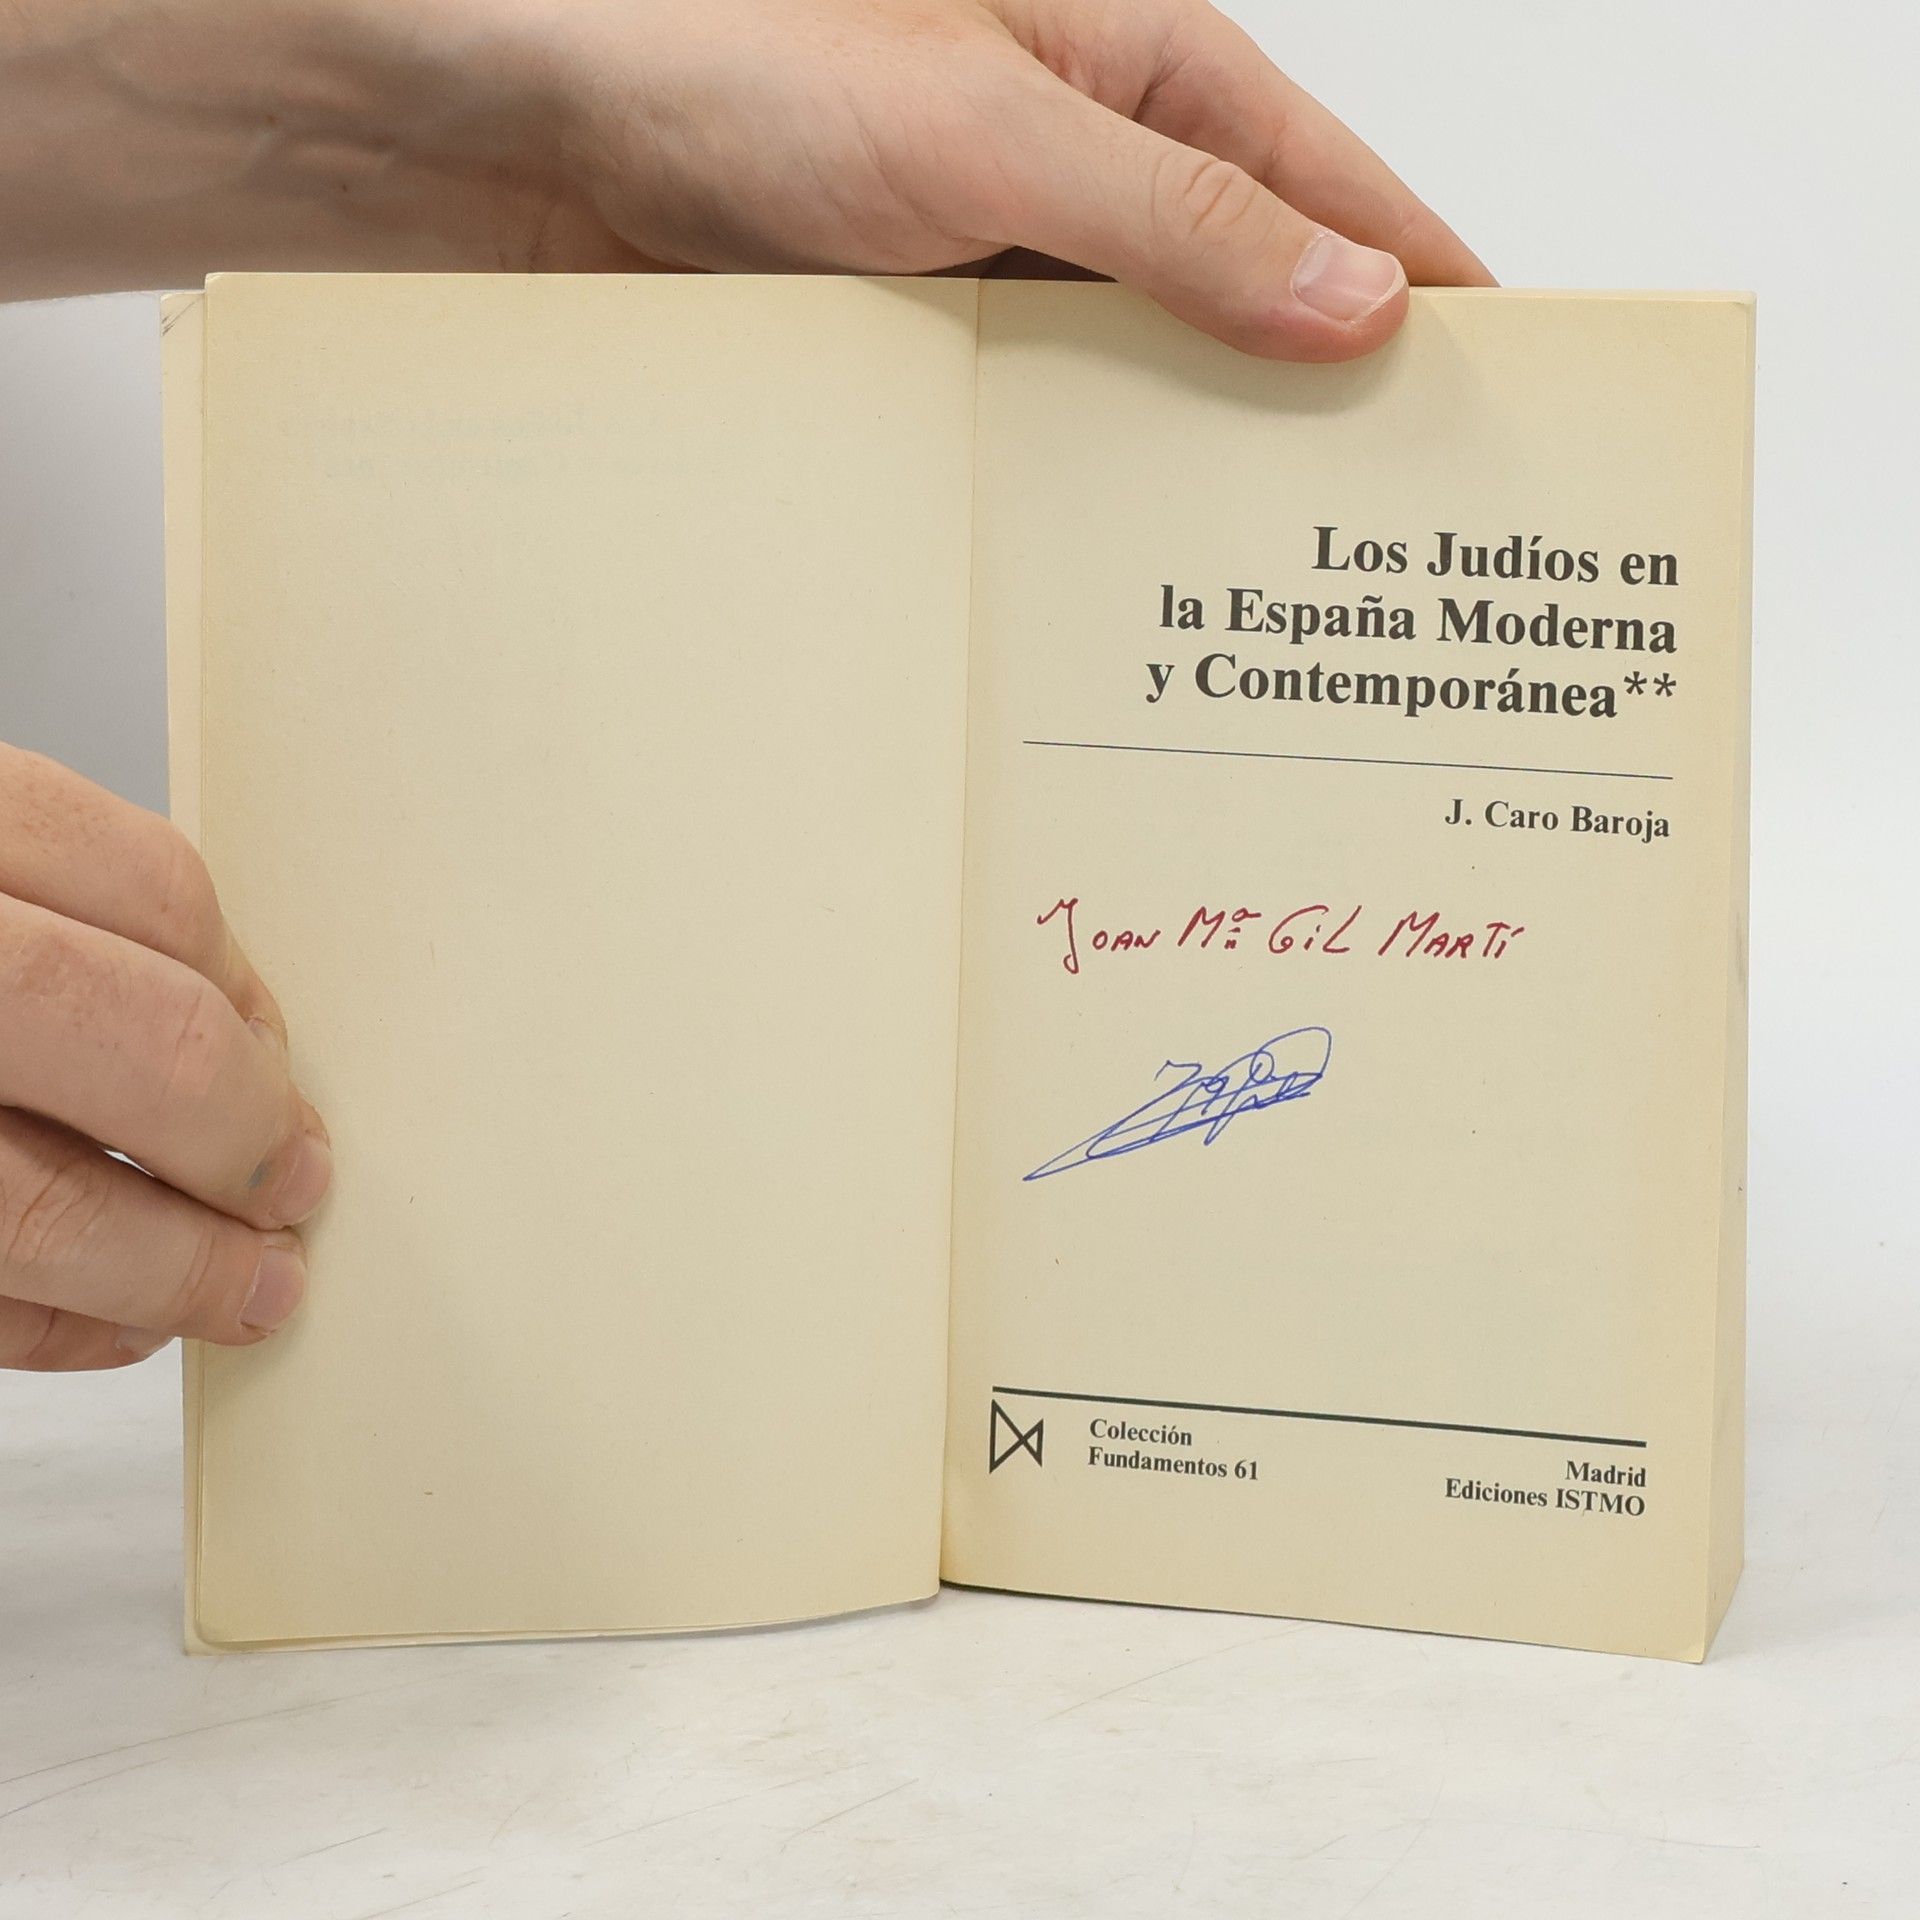 Los Judíos en
la España Moderna
y Contemporánea**
J. Caro Baroja
Joan Mª Gil Martí
Colección
Fundamentos 61
Madrid
Ediciones ISTMO